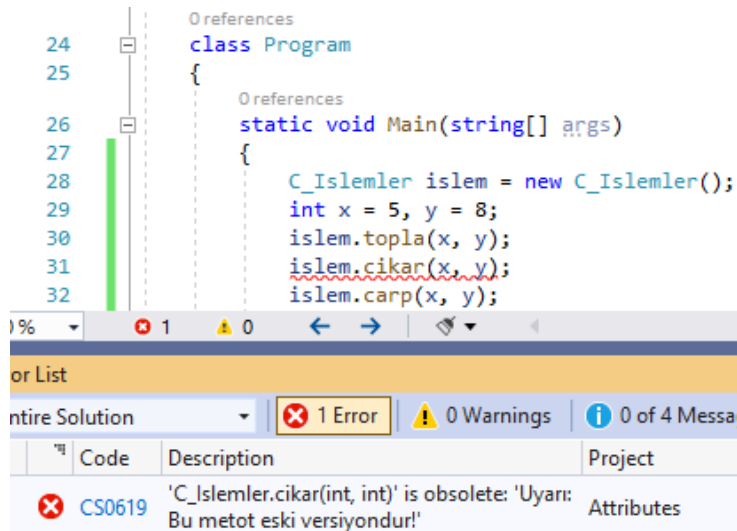 0 references
24 class Program
25 {
0 references
26 static void Main(string[] args)
27 {
28 C_Islemler islem = new C_Islemler();
29 int x = 5, y = 8;
30 islem.topla(x, y);
31 islem.cikar(x, y);
32 islem.carp(x, y);
% 1 0
or List
ntire Solution 1 Error 0 Warnings 0 of 4 Messa
Code Description Project
CS0619 'C_Islemler.cikar(int, int)' is obsolete: 'Uyarı:
Bu metot eski versiyondur!' Attributes